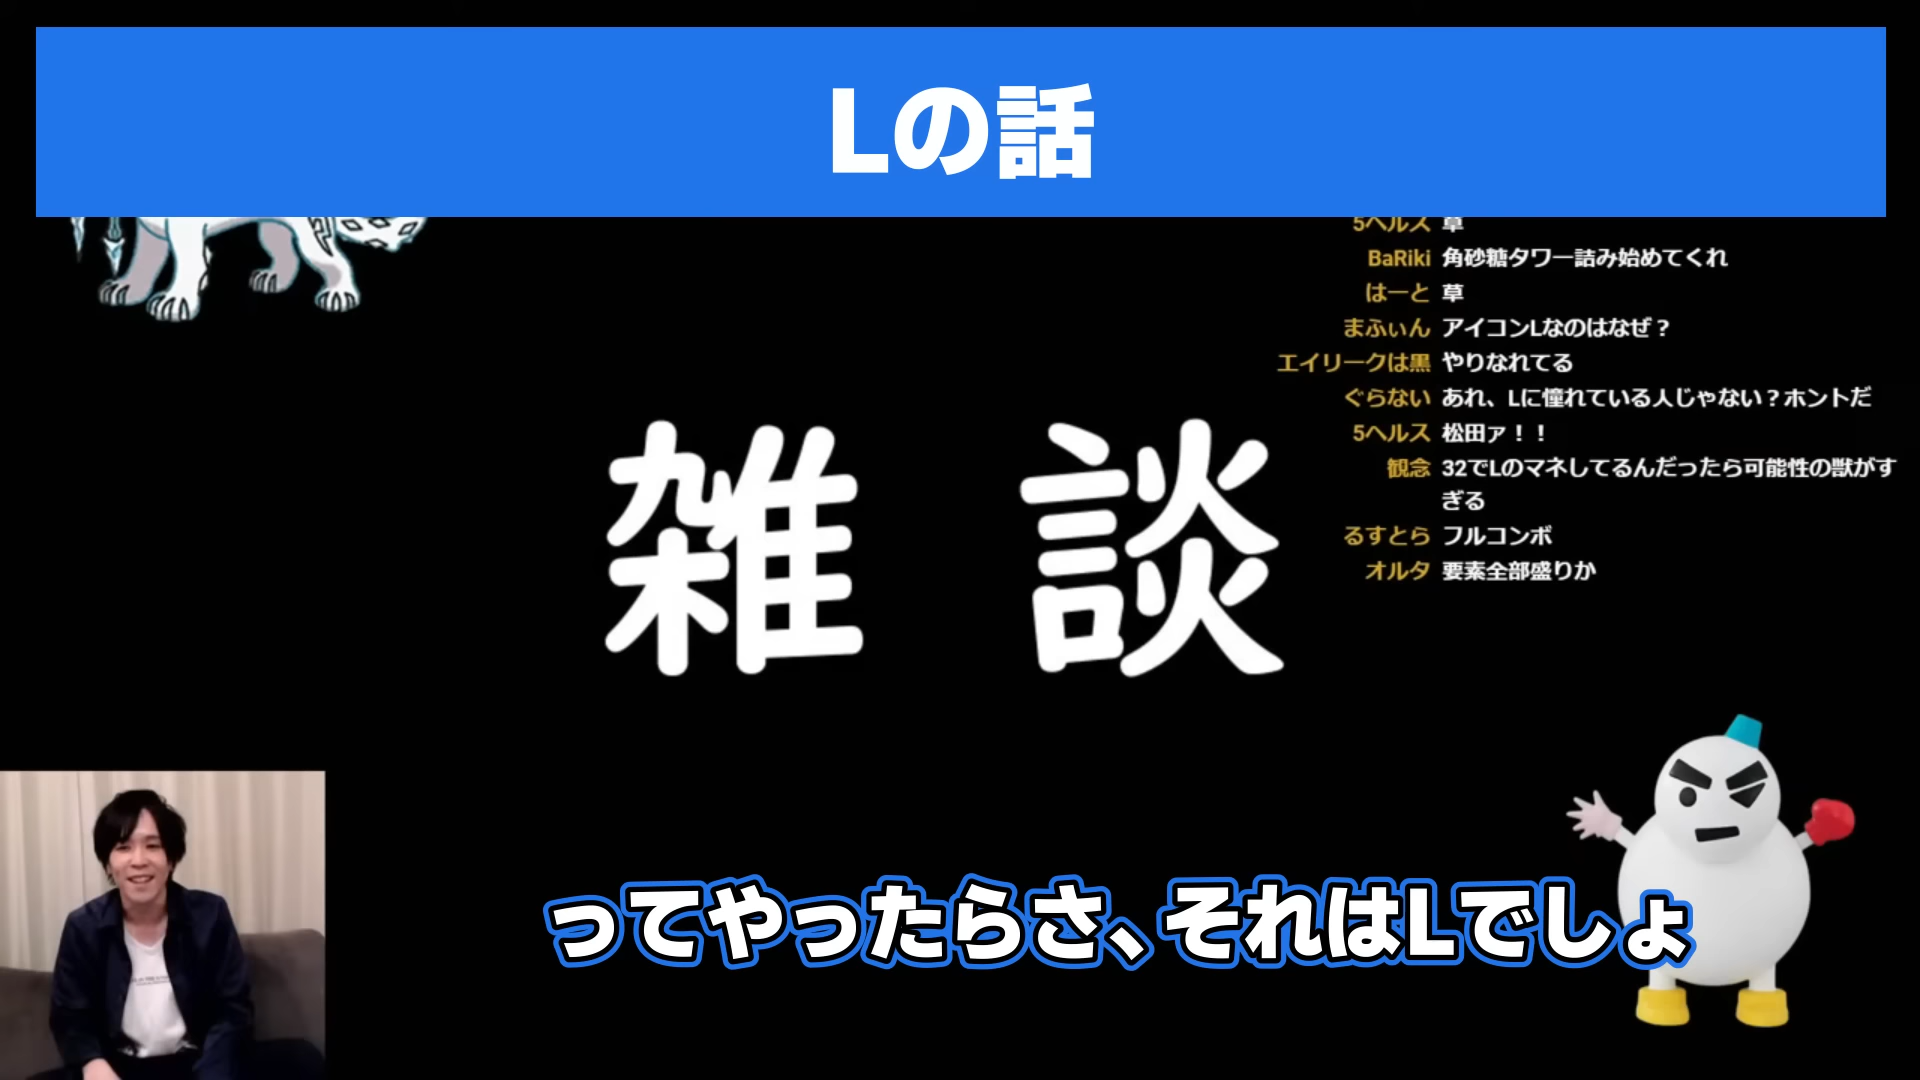 Lの話
5ヘルス 草
BaRiki 角砂糖タワー詰み始めてくれ
はーと 草
まふぃん アイコンLなのはなぜ？
エイリークは黒 やりなれてる
ぐらない あれ、Lに憧れている人じゃない？ホントだ
5ヘルス 松田ァ！！
観念 32でLのマネしてるんだったら可能性の獣がす
ぎる
るすとら フルコンボ
オルタ 要素全部盛りか
雑談
ってやったらさ、それはLでしょ